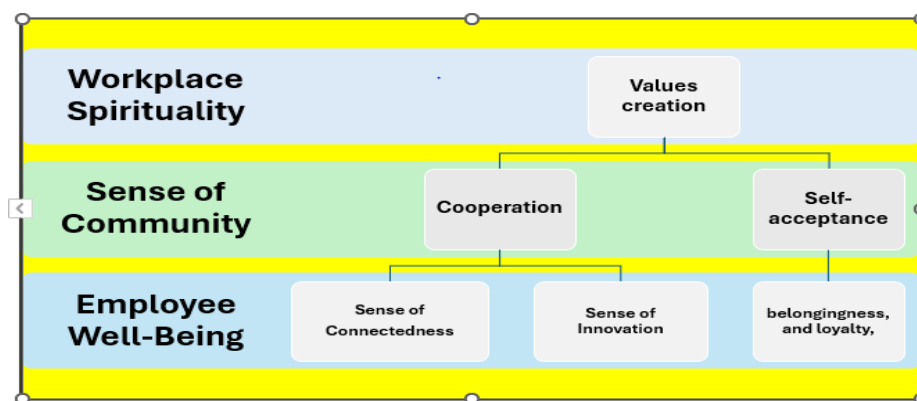 Workplace
Spirituality
Values
creation
Sense of
Community
Cooperation
Self-
acceptance
Employee
Well-Being
Sense of
Connectedness
Sense of
Innovation
belongingness,
and loyalty,